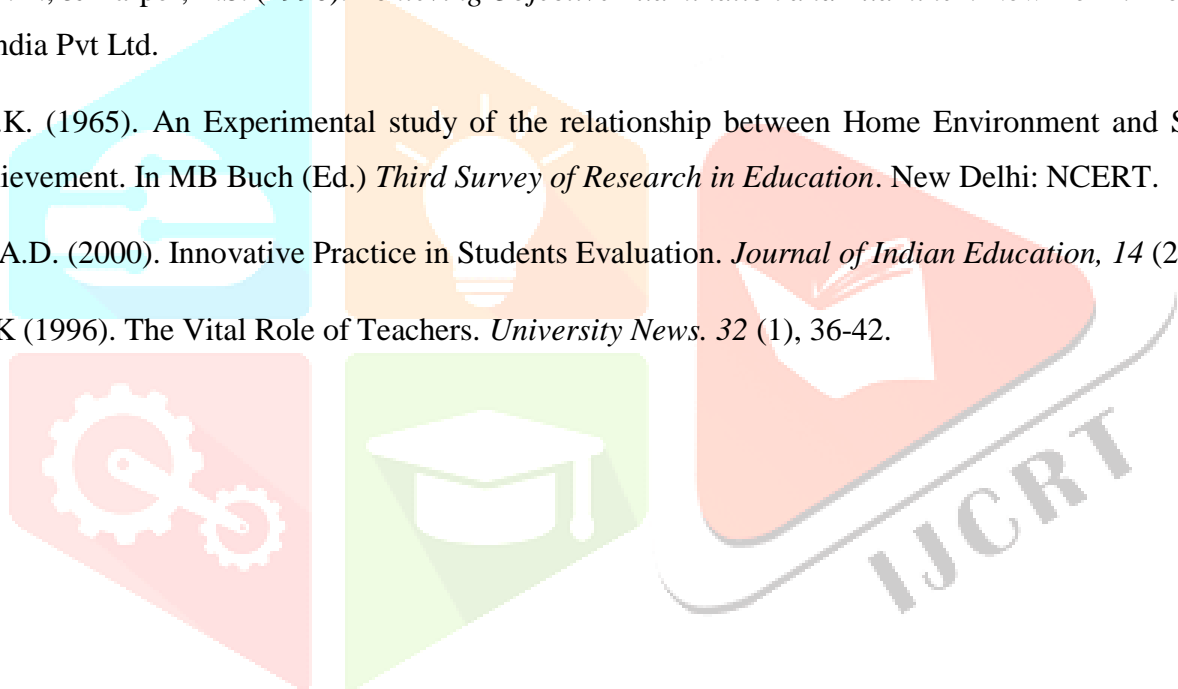 ndia Pvt Ltd.
.K. (1965). An Experimental study of the relationship between Home Environment and S
ievement. In MB Buch (Ed.) Third Survey of Research in Education. New Delhi: NCERT.
A.D. (2000). Innovative Practice in Students Evaluation. Journal of Indian Education, 14 (2
K (1996). The Vital Role of Teachers. University News. 32 (1), 36-42.
IJCRT